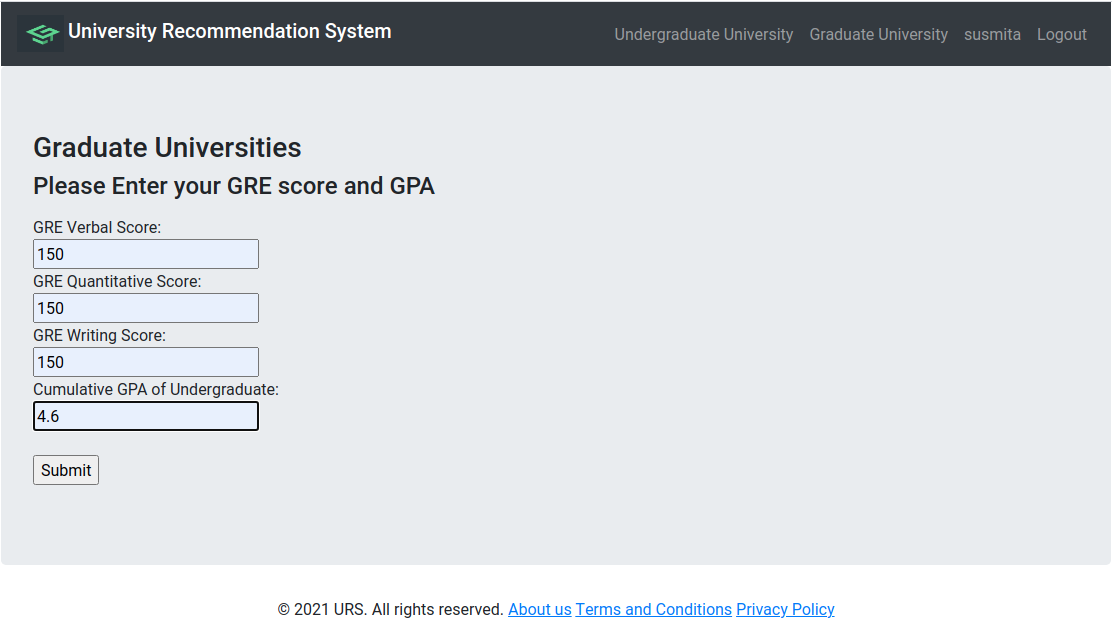 University Recommendation System
Undergraduate University Graduate University susmita Logout
Graduate Universities
Please Enter your GRE score and GPA
GRE Verbal Score:
150
GRE Quantitative Score:
150
GRE Writing Score:
150
Cumulative GPA of Undergraduate:
4.6
Submit
© 2021 URS. All rights reserved. About us Terms and Conditions Privacy Policy